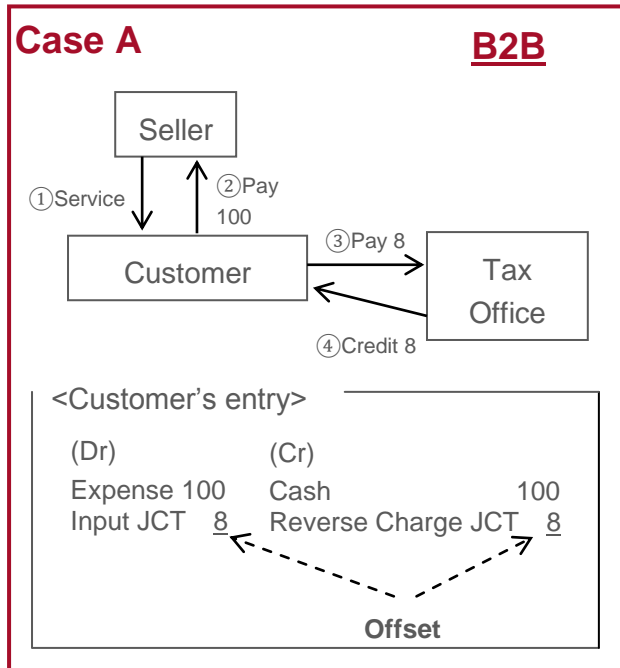 Case A
B2B
Seller
①Service
②Pay
100
③Pay 8
Customer
Tax
Office
④Credit 8
<Customer's entry>
(Dr) (Cr)
Expense 100 Cash 100
Input JCT 8 Reverse Charge JCT 8
Offset